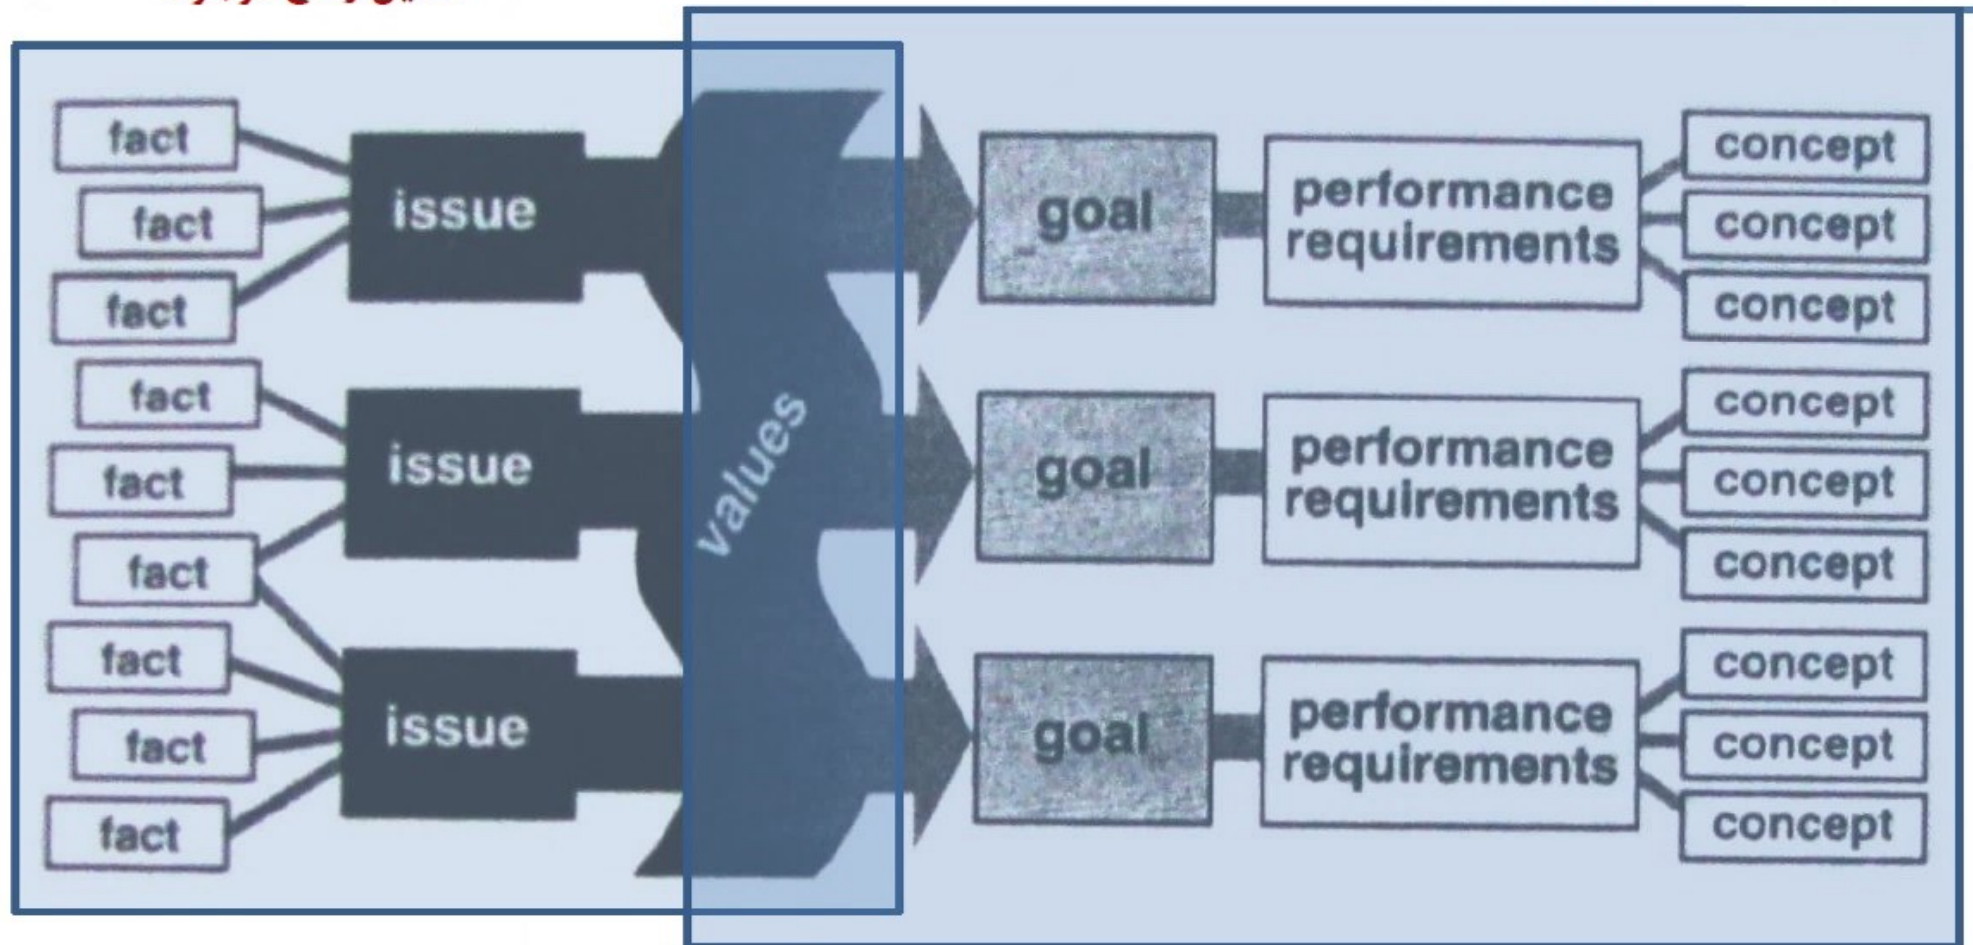 fact
fact
fact
fact
fact
fact
fact
fact
fact
issue
issue
issue
values
goal
goal
goal
performance
requirements
performance
requirements
performance
requirements
concept
concept
concept
concept
concept
concept
concept
concept
concept